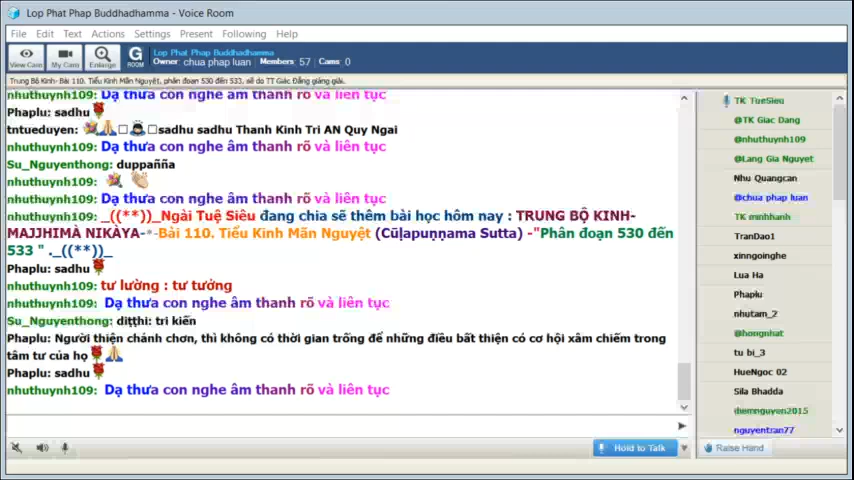 Lop Phat Phap Buddhadhamma - Voice Room
File Edit Text Actions Settings Present Following Help
View Cam My Cam Enlarge G ROOM
Lop Phat Phap Buddhadhamma
Owner: chua phap luan Members: 57 Cams: 0
Trung Bộ Kinh- Bài 110. Tiểu Kinh Mãn Nguyệt, phân đoạn 530 đến 533, sẽ do TT Giác Đẳng giảng giải.
nhuthuynh109: Dạ thưa con nghe âm thanh rõ và liên tục
Phaplu: sadhu
tntueduyen: sadhu sadhu Thanh Kinh Tri AN Quy Ngai
nhuthuynh109: Dạ thưa con nghe âm thanh rõ và liên tục
Su_Nguyenthong: duppañña
nhuthuynh109:
nhuthuynh109: Dạ thưa con nghe âm thanh rõ và liên tục
nhuthuynh109: _((**))_Ngài Tuệ Siêu đang chia sẽ thêm bài học hôm nay : TRUNG BỘ KINH-
MAJJHIMÀ NIKÀYA-*-Bài 110. Tiểu Kinh Mãn Nguyệt (Cūḷapuṇṇama Sutta) -"Phân đoạn 530 đến
533 " ._((**))_
Phaplu: sadhu
nhuthuynh109: tư lường : tư tưởng
nhuthuynh109: Dạ thưa con nghe âm thanh rõ và liên tục
Su_Nguyenthong: diṭṭhi: tri kiến
Phaplu: Người thiện chánh chơn, thì không có thời gian trống để những điều bất thiện có cơ hội xâm chiếm trong
tâm tư của họ
Phaplu: sadhu
nhuthuynh109: Dạ thưa con nghe âm thanh rõ và liên tục
Hold to Talk
TK TueSieu
@TK Giac Dang
@nhuthuynh109
@Lang Gia Nguyet
Nhu Quangcan
@chua phap luan
TK minhhanh
TranDao1
xinngoinghe
Lua Ha
Phaplu
nhutam_2
@hongnhat
tu bi_3
HueNgoc 02
Sila Bhadda
diemnguyen2015
nguyentran77
Raise Hand